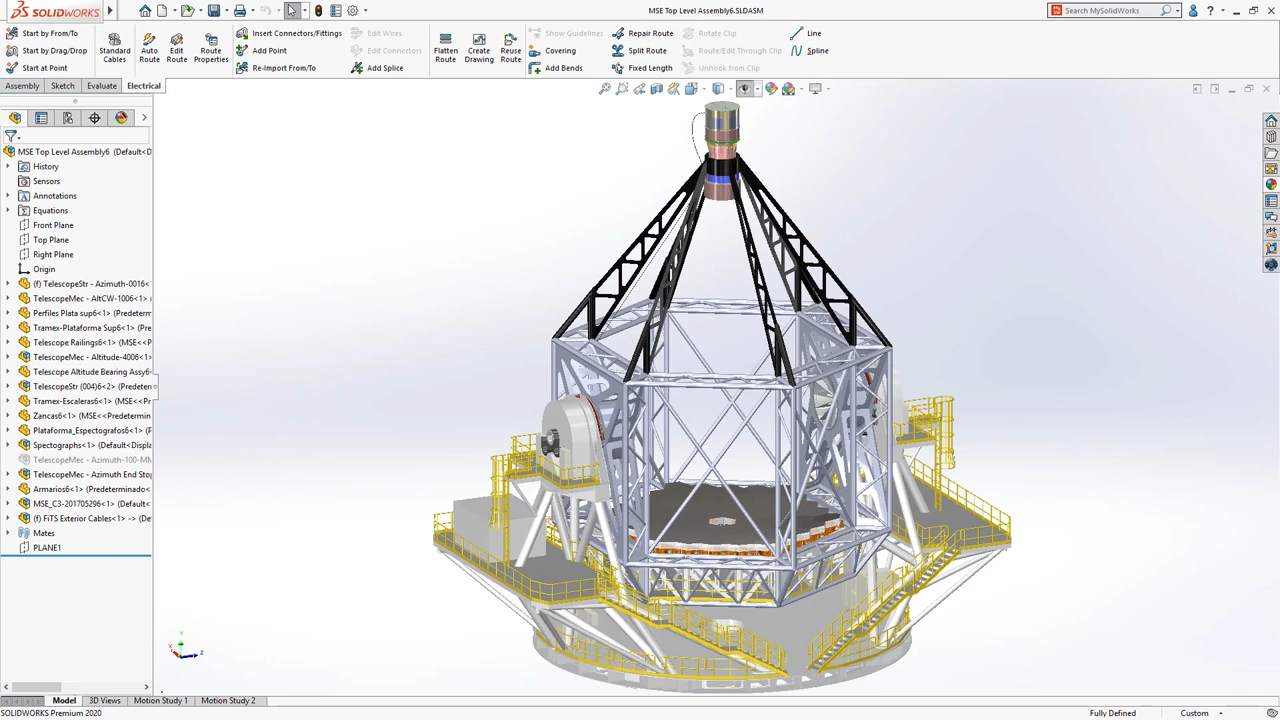 SOLIDWORKS
MSE Top Level Assembly6.SLDASM
Search MySolidWorks
Start by From/To
Start by Drag/Drop
Start at Point
Standard Cables
Auto Route
Edit Route
Route Properties
Insert Connectors/Fittings
Add Point
Re-Import From/To
Edit Wires
Edit Connectors
Add Splice
Flatten Route
Create Drawing
Reuse Route
Show Guidelines
Covering
Add Bends
Repair Route
Split Route
Fixed Length
Rotate Clip
Route/Edit Through Clip
Unhook from Clip
Line
Spline
Assembly
Sketch
Evaluate
Electrical
MSE Top Level Assembly6 (Default<D
History
Sensors
Annotations
Equations
Front Plane
Top Plane
Right Plane
Origin
(f) TelescopeStr - Azimuth-0016<
TelescopeMec - AltCW-1006<1> (
Perfiles Plata sup6<1> (Predeterm
Tramex-Plataforma Sup6<1> (Pred
Telescope Railings6<1> (MSE<<P
TelescopeMec - Altitude-4006<1>
Telescope Altitude Bearing Assy6
TelescopeStr (004)6<2> (Predeter
Tramex-Escaleras6<1> (MSE<<Pr
Zancas6<1> (MSE<<Predetermin
Plataforma_Espectografos<1> (P
Spectographs<1> (Default<Displa
TelescopeMec - Azimuth-100-MN
TelescopeMec - Azimuth End Sto
Armarios6<1> (Predeterminado<
MSE_C3-201705296<1> (Default<
(f) FiTS Exterior Cables<1> -> (De
Mates
PLANE1
Y
X
Z
Model
3D Views
Motion Study 1
Motion Study 2
SOLIDWORKS Premium 2020
Fully Defined
Custom